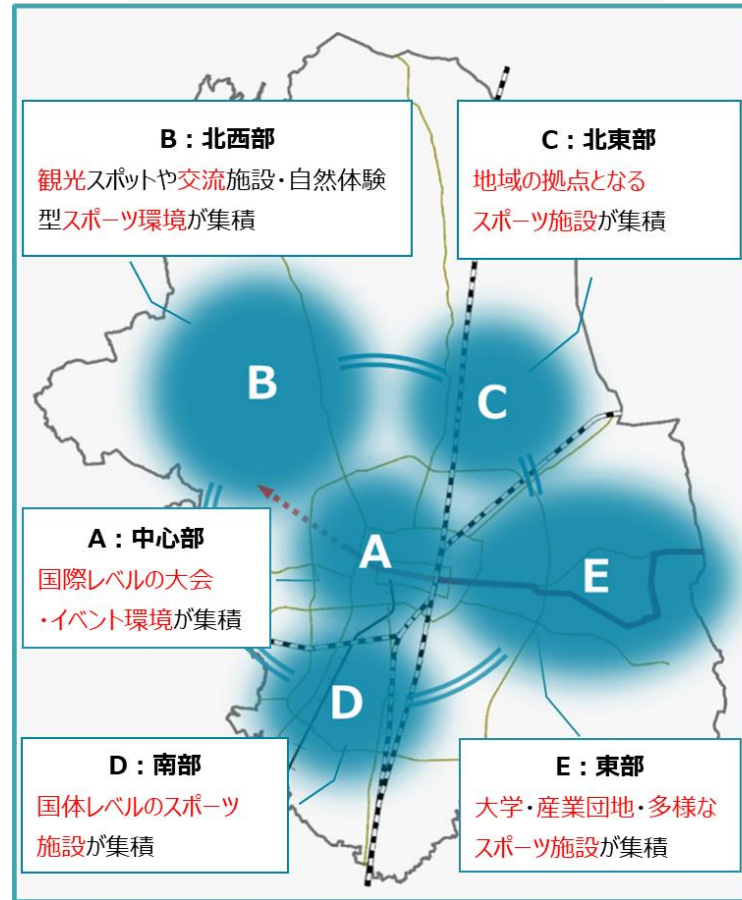 B：北西部
観光スポットや交流施設・自然体験
型スポーツ環境が集積
C：北東部
地域の拠点となる
スポーツ施設が集積
B
C
A：中心部
国際レベルの大会
・イベント環境が集積
A
E
D
D：南部
国体レベルのスポーツ
施設が集積
E：東部
大学・産業団地・多様な
スポーツ施設が集積